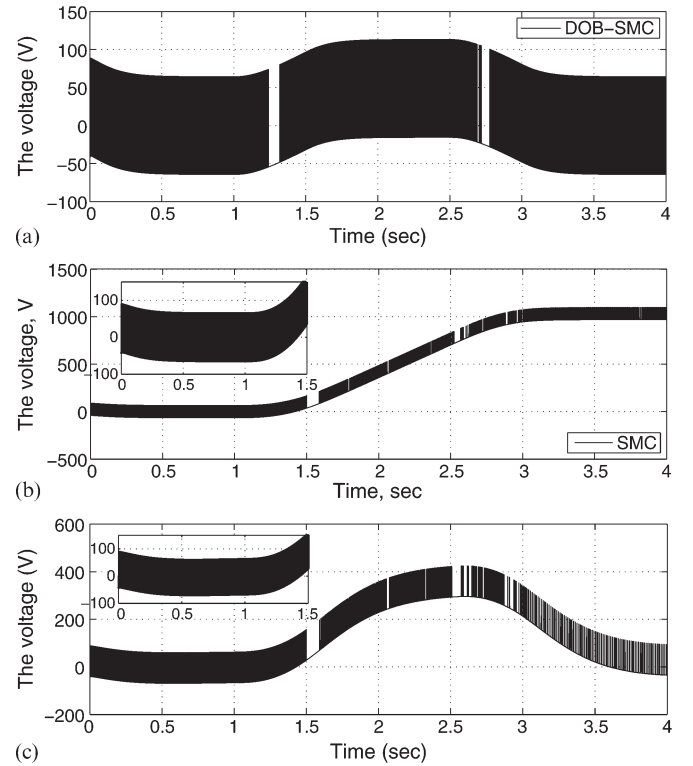 150
DOB−SMC
100
The voltage (V)
50
0
−50
−100
0 0.5 1 1.5 2 2.5 3 3.5 4
(a)
Time (sec)
1500
100
1000
The voltage, V
0
500
−100
0 0.5 1 1.5
0
SMC
−500
0 0.5 1 1.5 2 2.5 3 3.5 4
(b)
Time, sec
600
100
400
The voltage (V)
0
−100
200
0 0.5 1 1.5
0
−200
0 0.5 1 1.5 2 2.5 3 3.5 4
(c)
Time (sec)